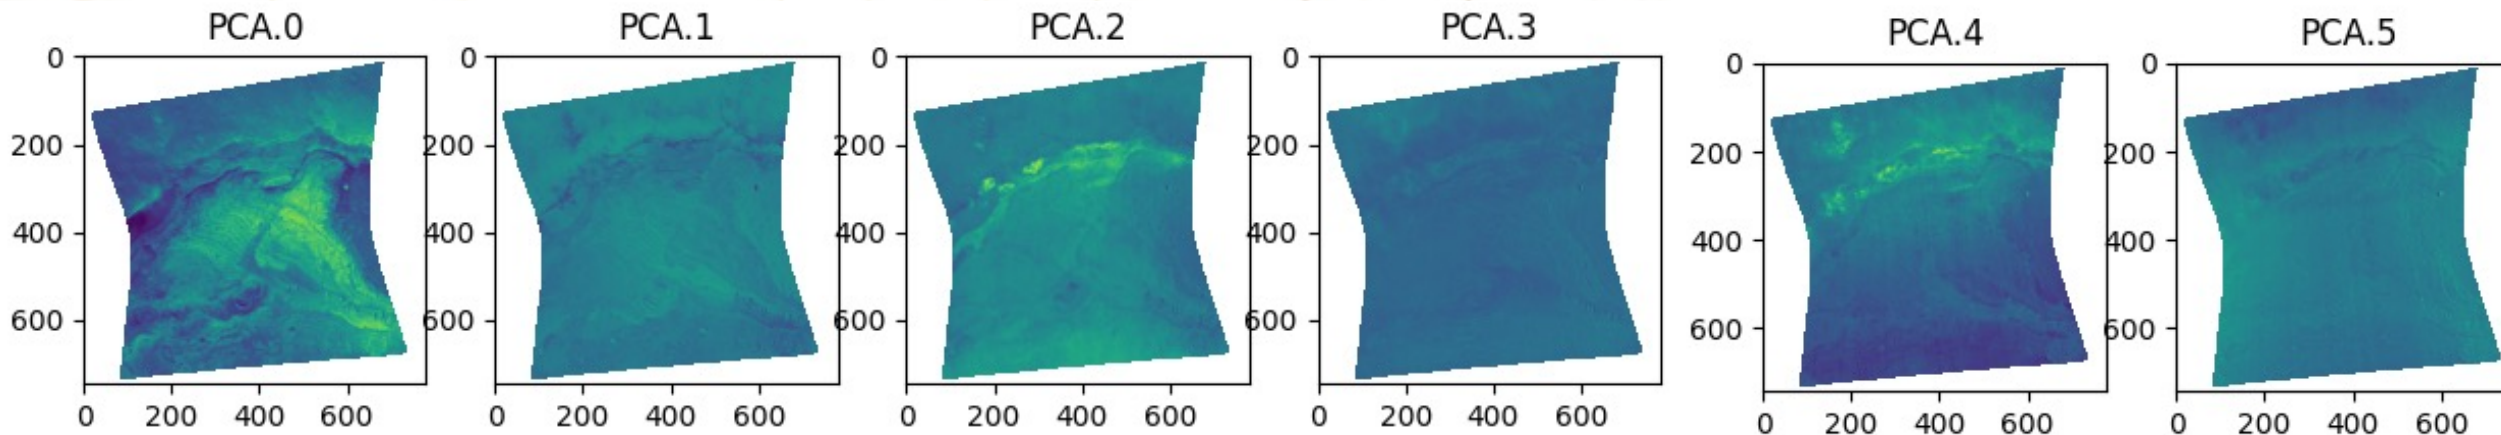 PCA.0 PCA.1 PCA.2 PCA.3 PCA.4 PCA.5
0 0 0 0 0 0
200 200 200 200 200 200
400 400 400 400 400 400
600 600 600 600 600 600
0 200 400 600 0 200 400 600 0 200 400 600 0 200 400 600 0 200 400 600 0 200 400 600